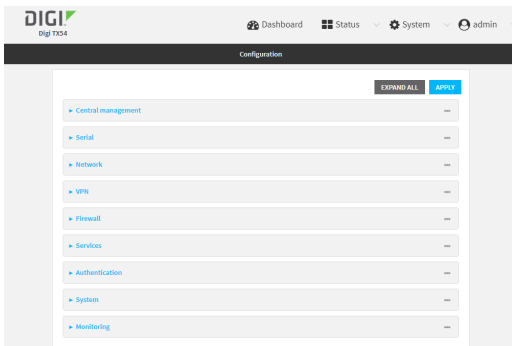 DIGI
Digi TX54
Dashboard Status System admin
Configuration
EXPAND ALL APPLY
Central management
Serial
Network
VPN
Firewall
Services
Authentication
System
Monitoring